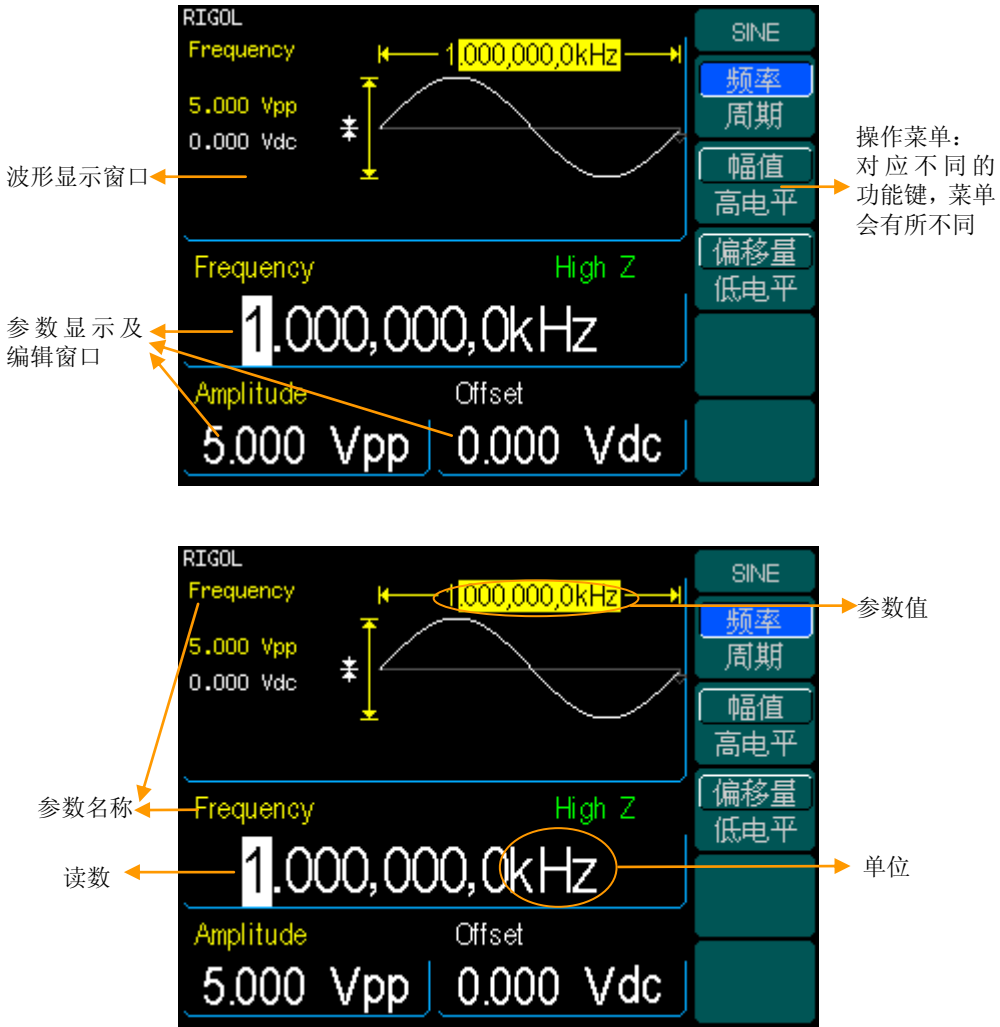 RIGOL
Frequency
1.000,000,0kHz
5.000 Vpp
0.000 Vdc
SINE
频率
周期
幅值
高电平
偏移量
低电平
波形显示窗口
操作菜单:
对应不同的
功能键,菜单
会有所不同
Frequency High Z
1.000,000,0kHz
参数显示及
编辑窗口
Amplitude Offset
5.000 Vpp 0.000 Vdc
RIGOL
Frequency
1.000,000,0kHz
5.000 Vpp
0.000 Vdc
SINE
频率
周期
幅值
高电平
偏移量
低电平
参数值
参数名称
Frequency High Z
读数
1.000,000,0kHz
单位
Amplitude Offset
5.000 Vpp 0.000 Vdc